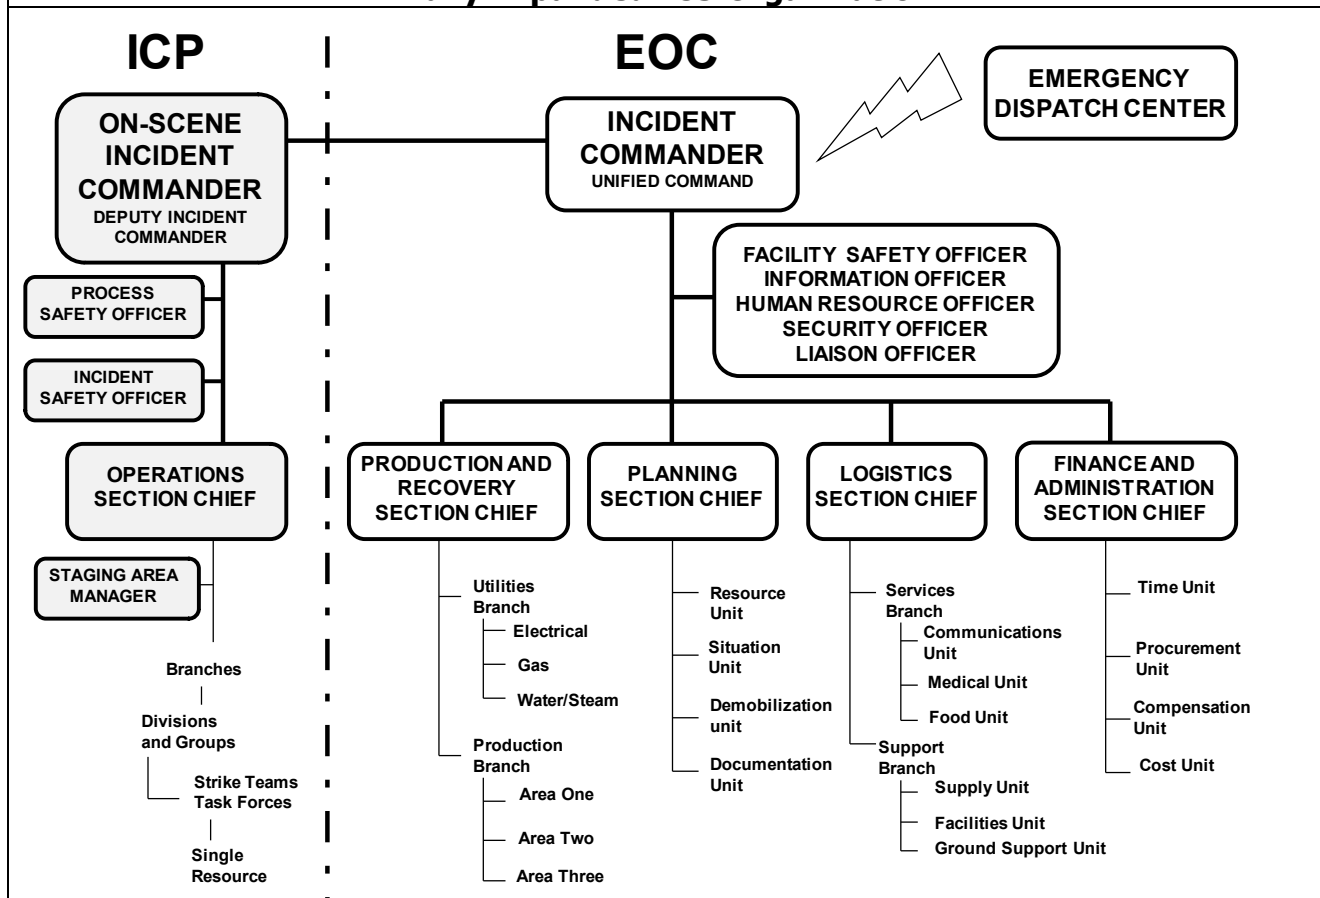 ICP
EOC
ON-SCENE
INCIDENT
COMMANDER
DEPUTY INCIDENT
COMMANDER
INCIDENT
COMMANDER
UNIFIED COMMAND
EMERGENCY
DISPATCH CENTER
FACILITY SAFETY OFFICER
INFORMATION OFFICER
HUMAN RESOURCE OFFICER
SECURITY OFFICER
LIAISON OFFICER
PROCESS
SAFETY OFFICER
INCIDENT
SAFETY OFFICER
OPERATIONS
SECTION CHIEF
PRODUCTION AND
RECOVERY
SECTION CHIEF
PLANNING
SECTION CHIEF
LOGISTICS
SECTION CHIEF
FINANCE AND
ADMINISTRATION
SECTION CHIEF
STAGING AREA
MANAGER
Branches
Divisions
and Groups
Strike Teams
Task Forces
Single
Resource
Utilities
Branch
Electrical
Gas
Water/Steam
Production
Branch
Area One
Area Two
Area Three
Resource
Unit
Situation
Unit
Demobilization
unit
Documentation
Unit
Services
Branch
Communications
Unit
Medical Unit
Food Unit
Support
Branch
Supply Unit
Facilities Unit
Ground Support Unit
Time Unit
Procurement
Unit
Compensation
Unit
Cost Unit